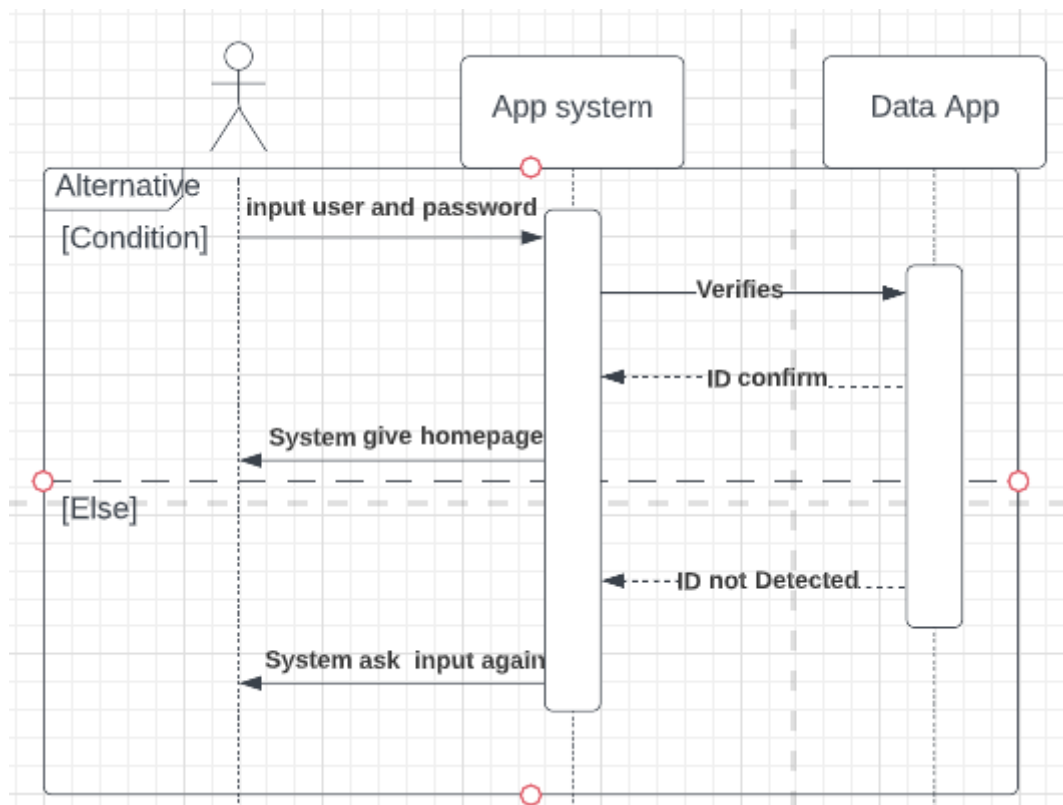 App system
Data App
Alternative
input user and password
[Condition]
Verifies
ID confirm
System give homepage
[Else]
ID not Detected
System ask input again